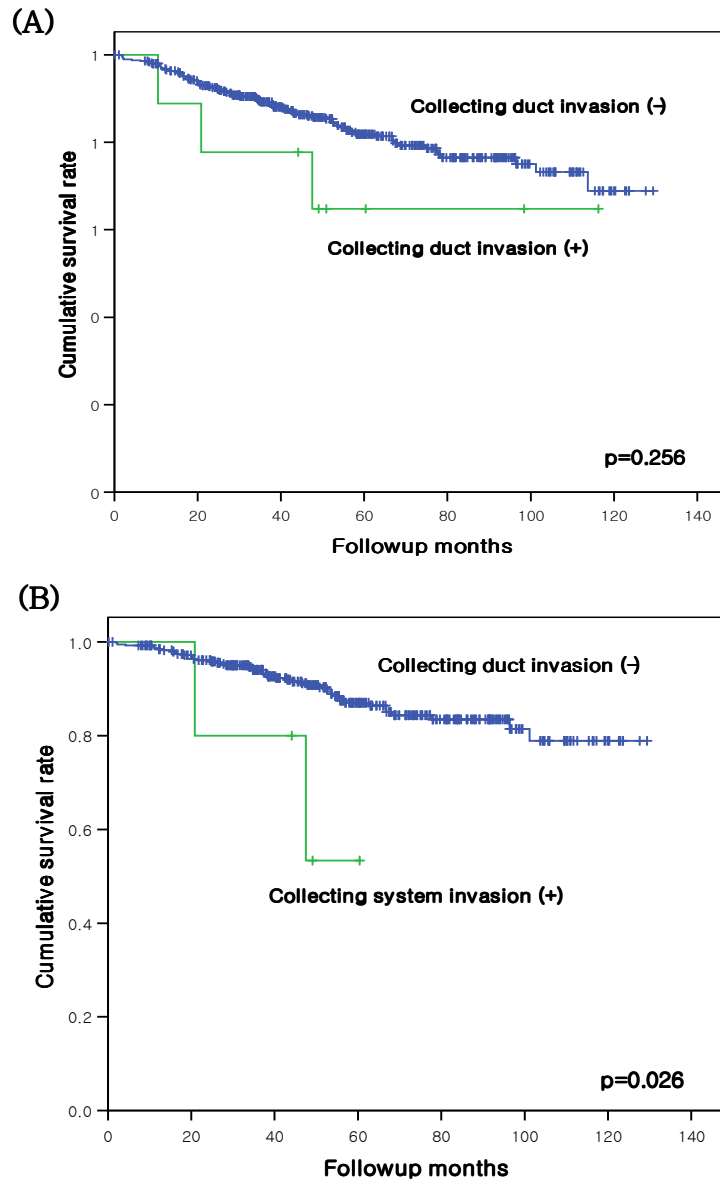 (A)
1
Collecting duct invasion (-)
1
1
Collecting duct invasion (+)
0
0
p=0.256
0
0 20 40 60 80 100 120 140
Cumulative survival rate
Followup months
(B)
1.0
Collecting duct invasion (-)
0.8
0.6
Collecting system invasion (+)
0.4
0.2
p=0.026
0.0
0 20 40 60 80 100 120 140
Cumulative survival rate
Followup months